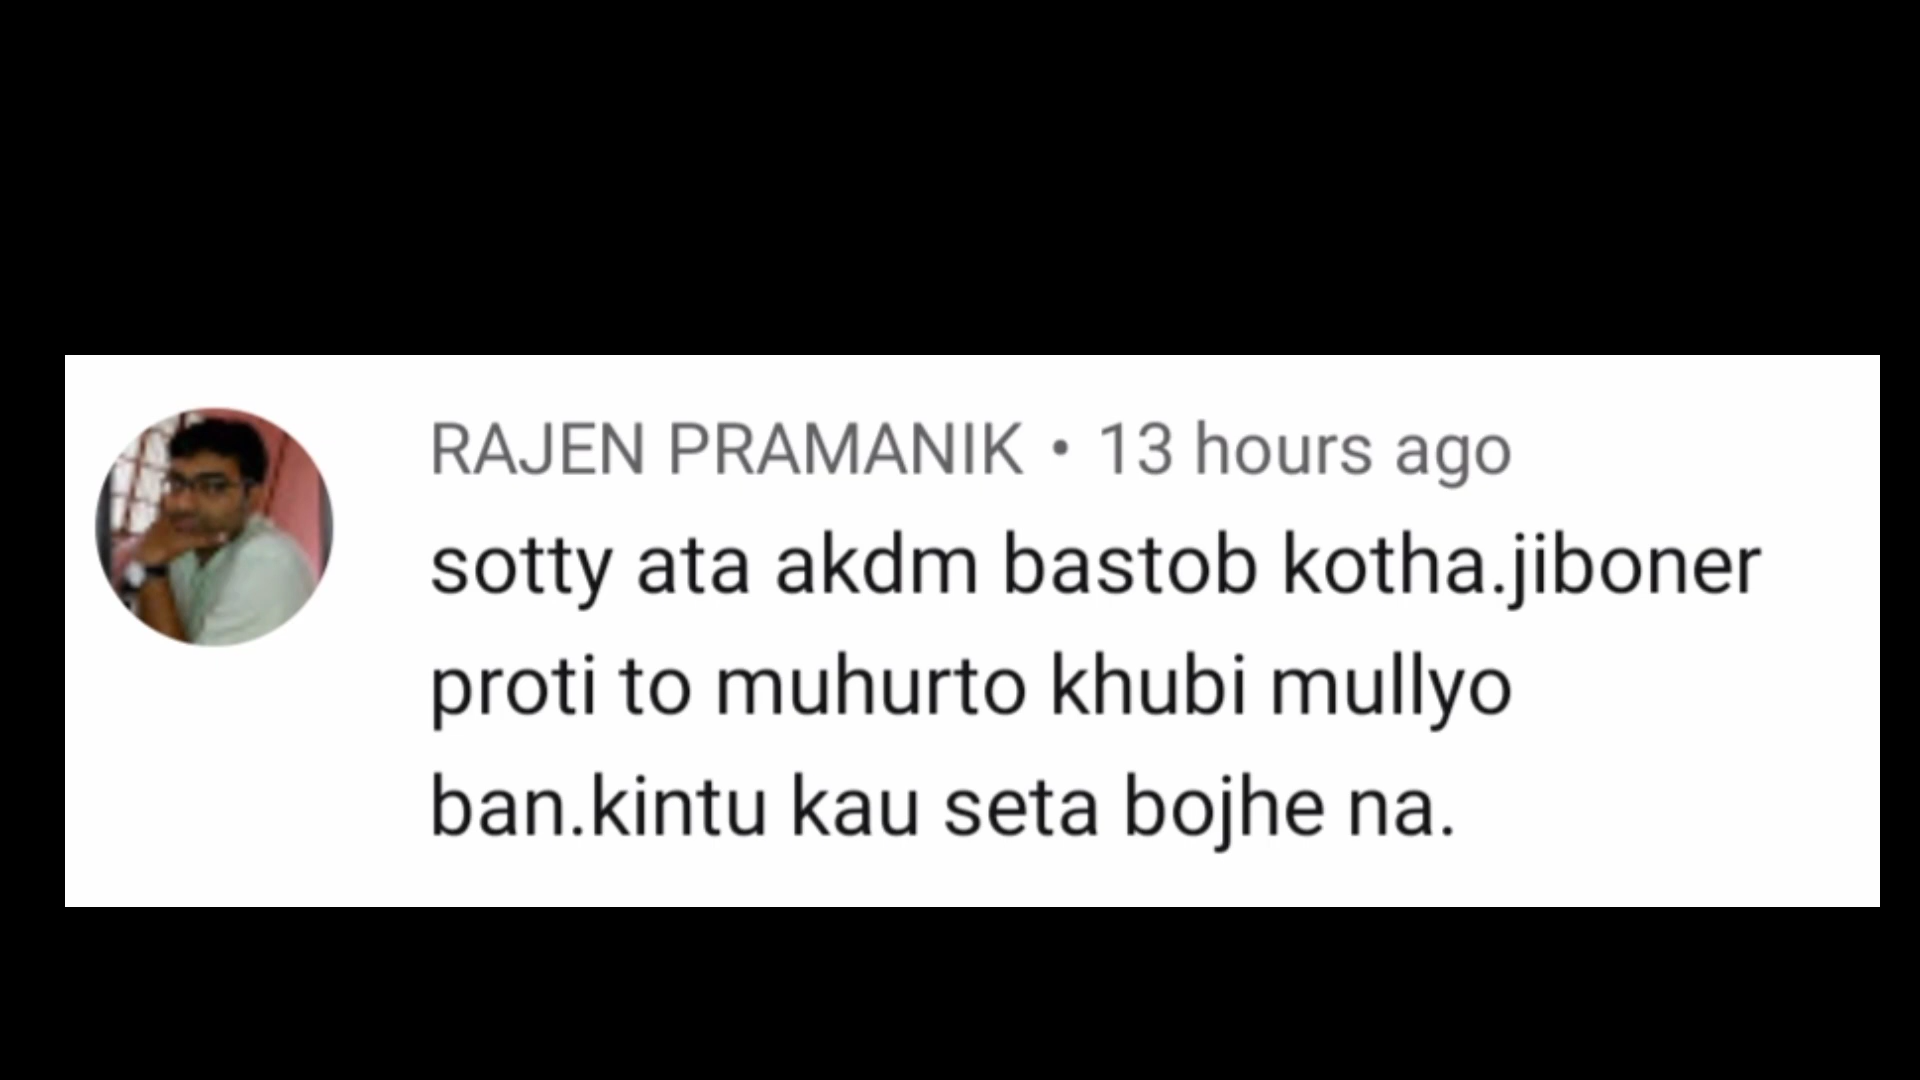 RAJEN PRAMANIK • 13 hours ago
sotty ata akdm bastob kotha.jiboner
proti to muhurto khubi mullyo
ban.kintu kau seta bojhe na.